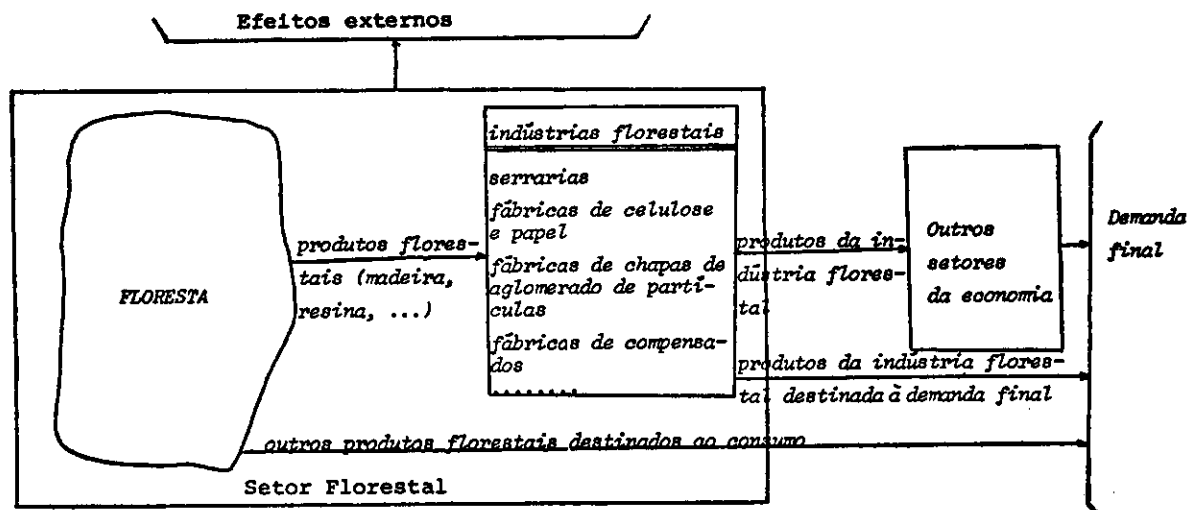 Efeitos externos
indústrias florestais
serrarias
fábricas de celulose
e papel
fábricas de chapas de
aglomerado de partí-
culas
fábricas de compensa-
dos
.......
FLORESTA
produtos flores-
tais (madeira,
resina, ...)
produtos da in-
dústria flores-
tal
Outros
setores
da economia
Demanda
final
produtos da indústria flores-
tal destinada à demanda final
outros produtos florestais destinados ao consumo
Setor Florestal